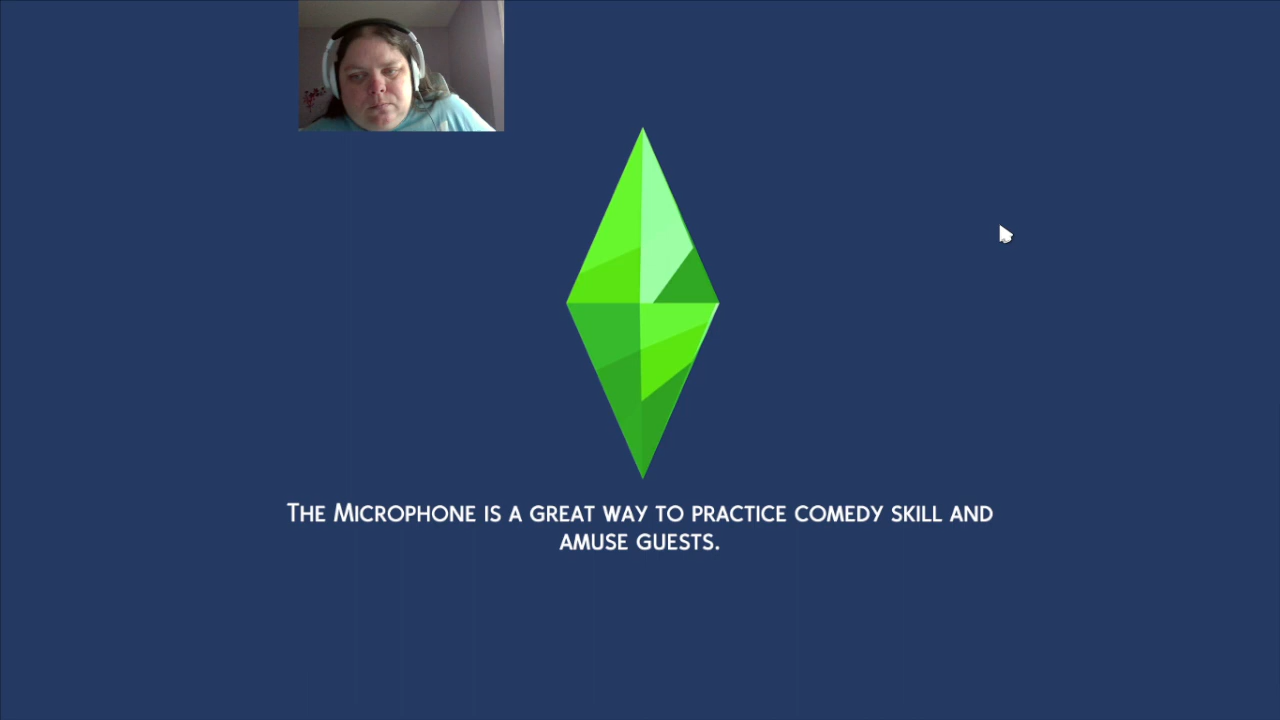 The Microphone is a great way to practice comedy skill and
amuse guests.